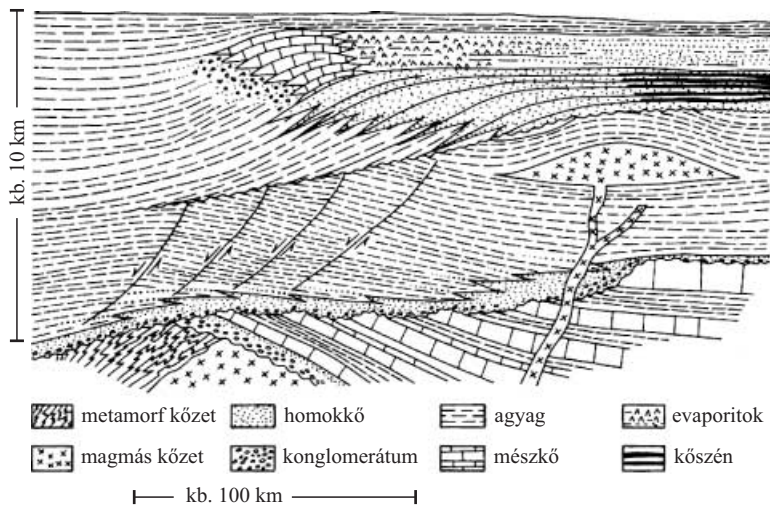 kb. 10 km
metamorf kőzet
homokkő
agyag
evaporitok
magmás kőzet
konglomerátum
mészkő
kőszén
kb. 100 km